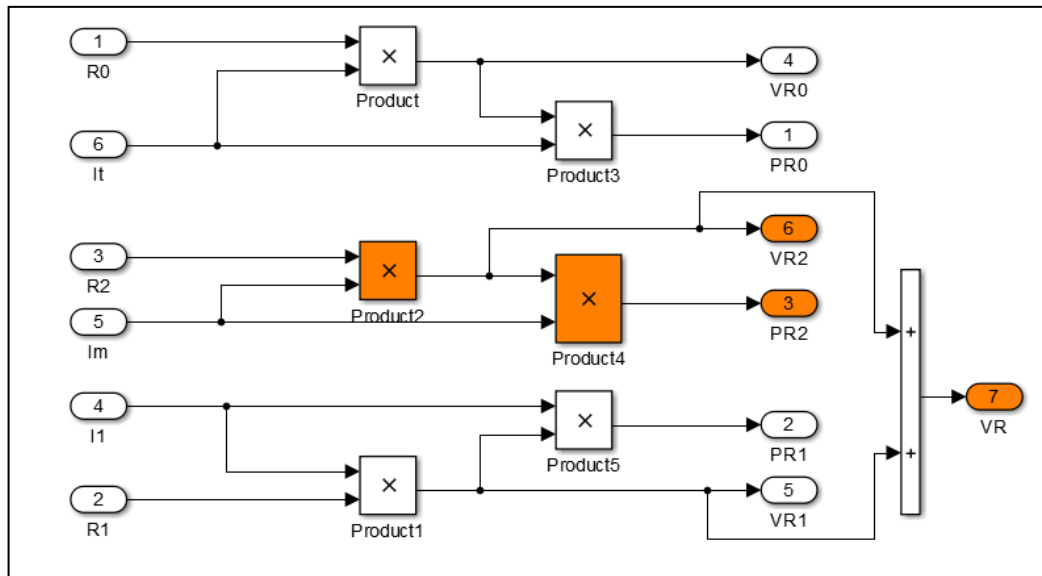 1
R0
×
Product
4
VR0
6
It
×
Product3
1
PR0
3
R2
×
Product2
6
VR2
5
Im
×
Product4
3
PR2
+
7
VR
4
I1
×
Product5
2
PR1
+
2
R1
×
Product1
5
VR1